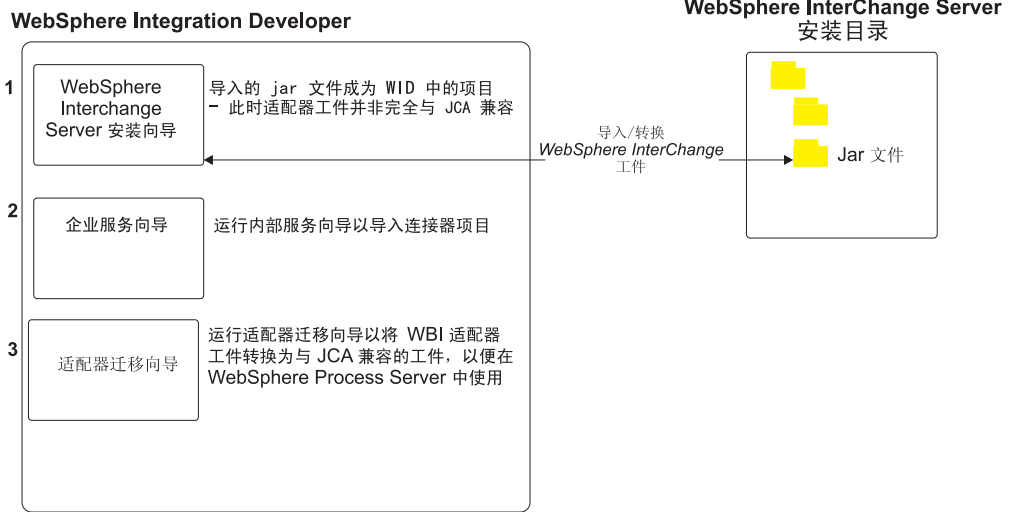 WebSphere Integration Developer
1
WebSphere
Interchange
Server 安装向导
导入的 jar 文件成为 WID 中的项目
- 此时适配器工件并非完全与 JCA 兼容
2
企业服务向导
运行内部服务向导以导入连接器项目
3
适配器迁移向导
运行适配器迁移向导以将 WBI 适配器
工件转换为与 JCA 兼容的工件，以便在
WebSphere Process Server 中使用
导入/转换
WebSphere InterChange
工件
WebSphere InterChange Server
安装目录
Jar 文件